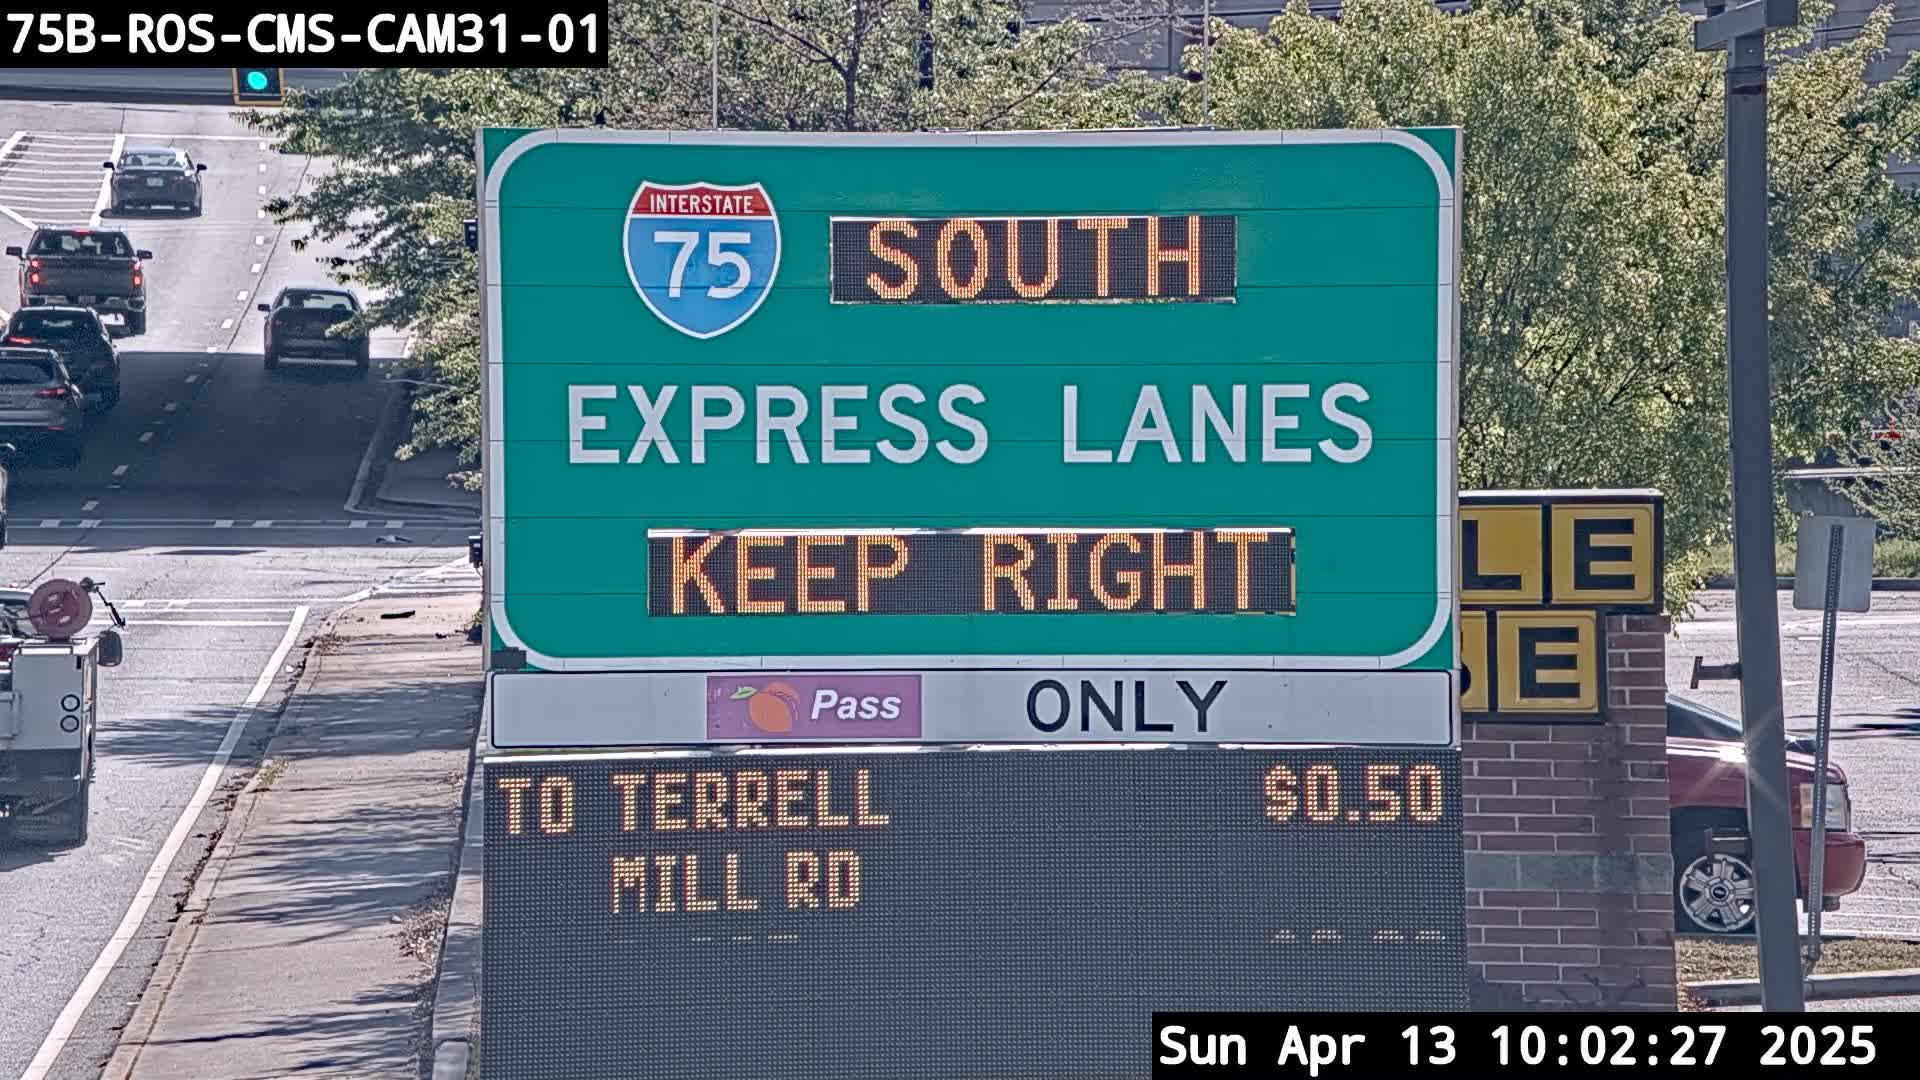 75B-ROS-CMS-CAM31-01
INTERSTATE
75
SOUTH
EXPRESS LANES
KEEP RIGHT
Pass ONLY
TO TERRELL $0.50
MILL RD
LE
E
Sun Apr 13 10:02:27 2025